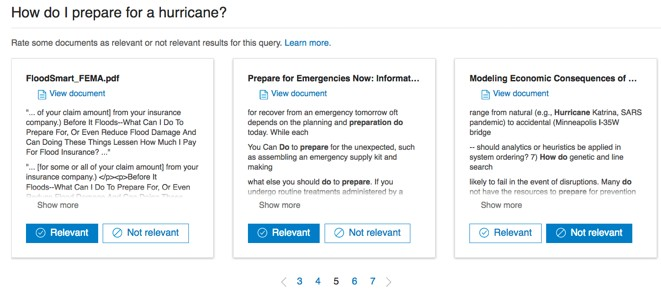 How do I prepare for a hurricane?
Rate some documents as relevant or not relevant results for this query. Learn more.
FloodSmart_FEMA.pdf
View document
"... of your claim amount] from your insurance
company.) Before It Floods--What Can I Do To
Prepare For, Or Even Reduce Flood Damage And
Can Doing These Things Lessen How Much I Pay
For Flood Insurance? ..."
"... [for some or all of your claim amount] from your
insurance company.) </p><p>Before It
Floods--What Can I Do To Prepare For, Or Even
Reduce Flood Damage And Can Doing These
Show more
Relevant
Not relevant
Prepare for Emergencies Now: Informat...
View document
for recover from an emergency tomorrow oft
depends on the planning and preparation do
today. While each
You Can Do to prepare for the unexpected, such
as assembling an emergency supply kit and
making
what else you should do to prepare. If you
undergo routine treatments administered by a
Show more
Relevant
Not relevant
Modeling Economic Consequences of ...
View document
range from natural (e.g., Hurricane Katrina, SARS
pandemic) to accidental (Minneapolis I-35W
bridge
-- should analytics or heuristics be applied in
system ordering? 7) How do genetic and line
search
likely to fail in the event of disruptions. Many do
not have the resources to prepare for prevention
Show more
Relevant
Not relevant
3 4 5 6 7